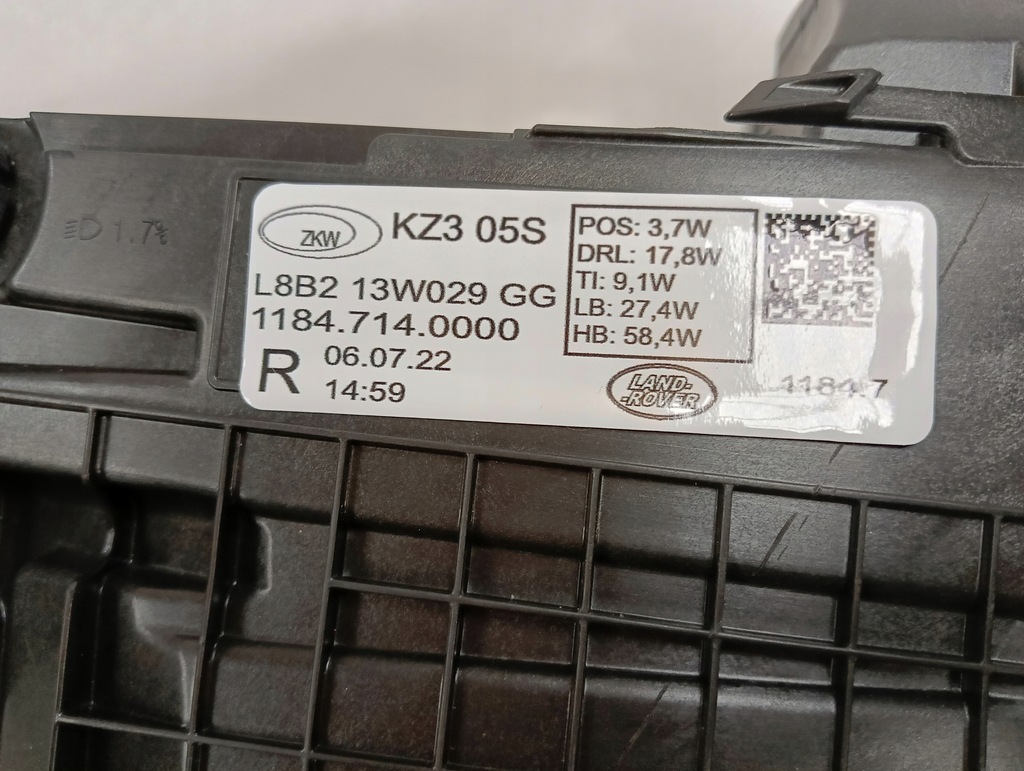 1.7%
ZKW
KZ3 05S
L8B2 13W029 GG
1184.714.0000
R
06.07.22
14:59
POS: 3,7W
DRL: 17,8W
TI: 9,1W
LB: 27,4W
HB: 58,4W
LAND-
-ROVER
1184.7